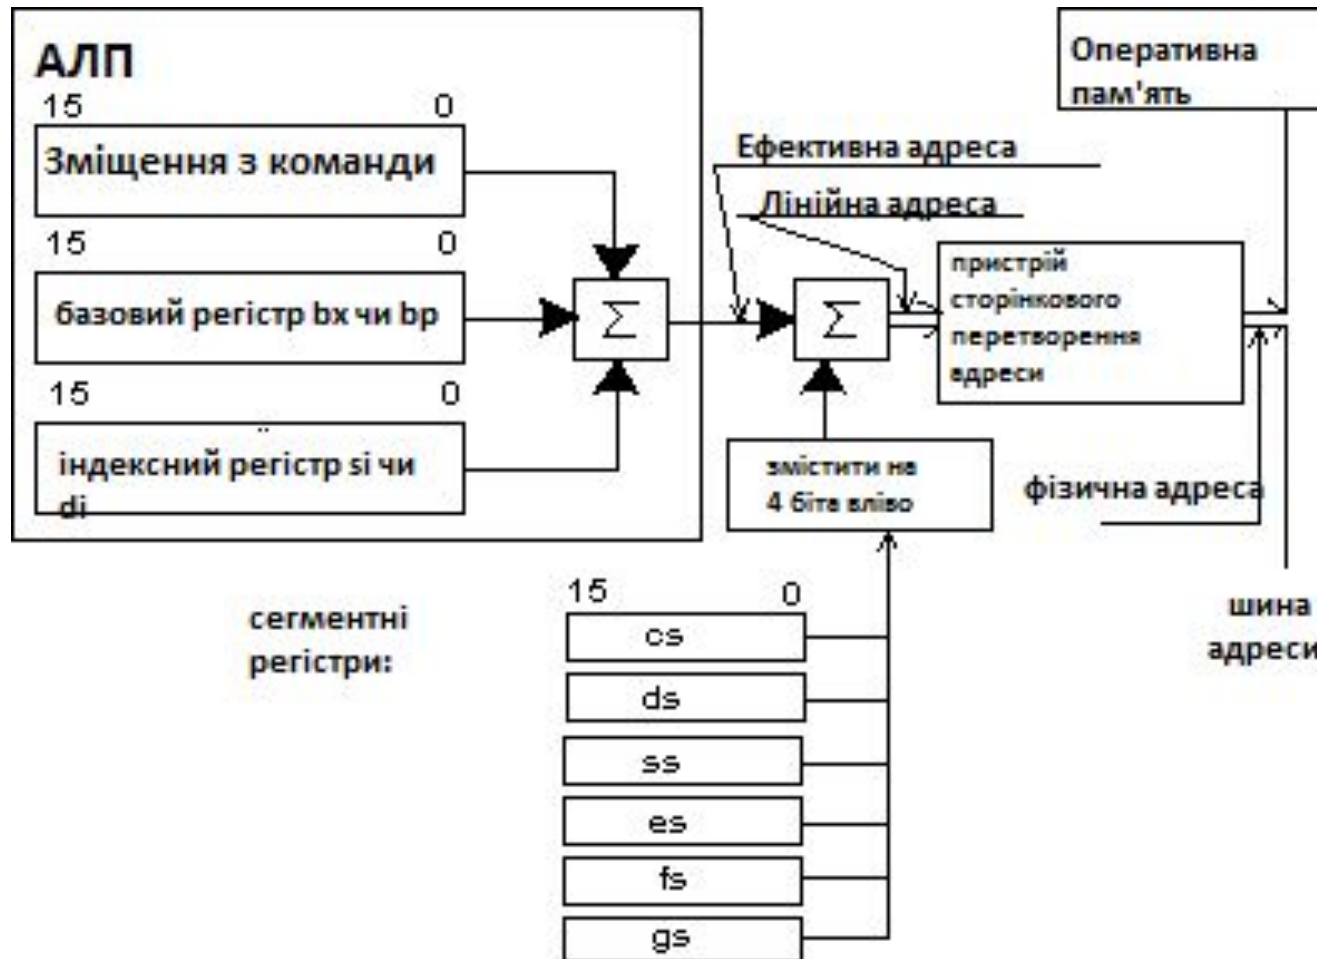 АЛП
15 0
Зміщення з команди
15 0
базовий регістр bx чи bp
15 0
індексний регістр si чи
di
Σ
Ефективна адреса
Лінійна адреса
Σ
Оперативна
пам'ять
пристрій
сторінкового
перетворення
адреси
змістити на
4 біта вліво
фізична адреса
шина
адреси
сегментні
регістри:
15 0
cs
ds
ss
es
fs
gs